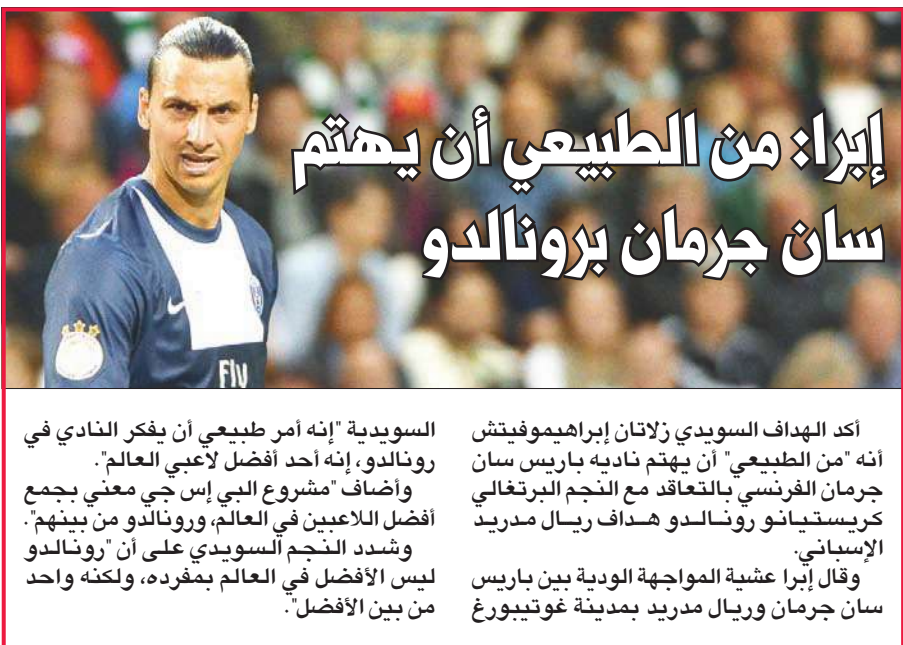 إبرا: من الطبيعي أن يهتم
سان جرمان برونالدو
Fly
أكد الهداف السويدي زلاتان إبراهيموفيتش
أنه "من الطبيعي" أن يهتم ناديه باريس سان
جرمان الفرنسي بالتعاقد مع النجم البرتغالي
كريستيانو رونالدو هداف ريال مدريد
الإسباني.
وقال إبرا عشية المواجهة الودية بين باريس
سان جرمان وريال مدريد بمدينة غوتيبورغ
السويدية "إنه أمر طبيعي أن يفكر النادي في
رونالدو، إنه أحد أفضل لاعبي العالم".
وأضاف "مشروع البي إس جي معني بجمع
أفضل اللاعبين في العالم، ورونالدو من بينهم".
وشدد النجم السويدي على أن "رونالدو
ليس الأفضل في العالم بمفرده، ولكنه واحد
من بين الأفضل".